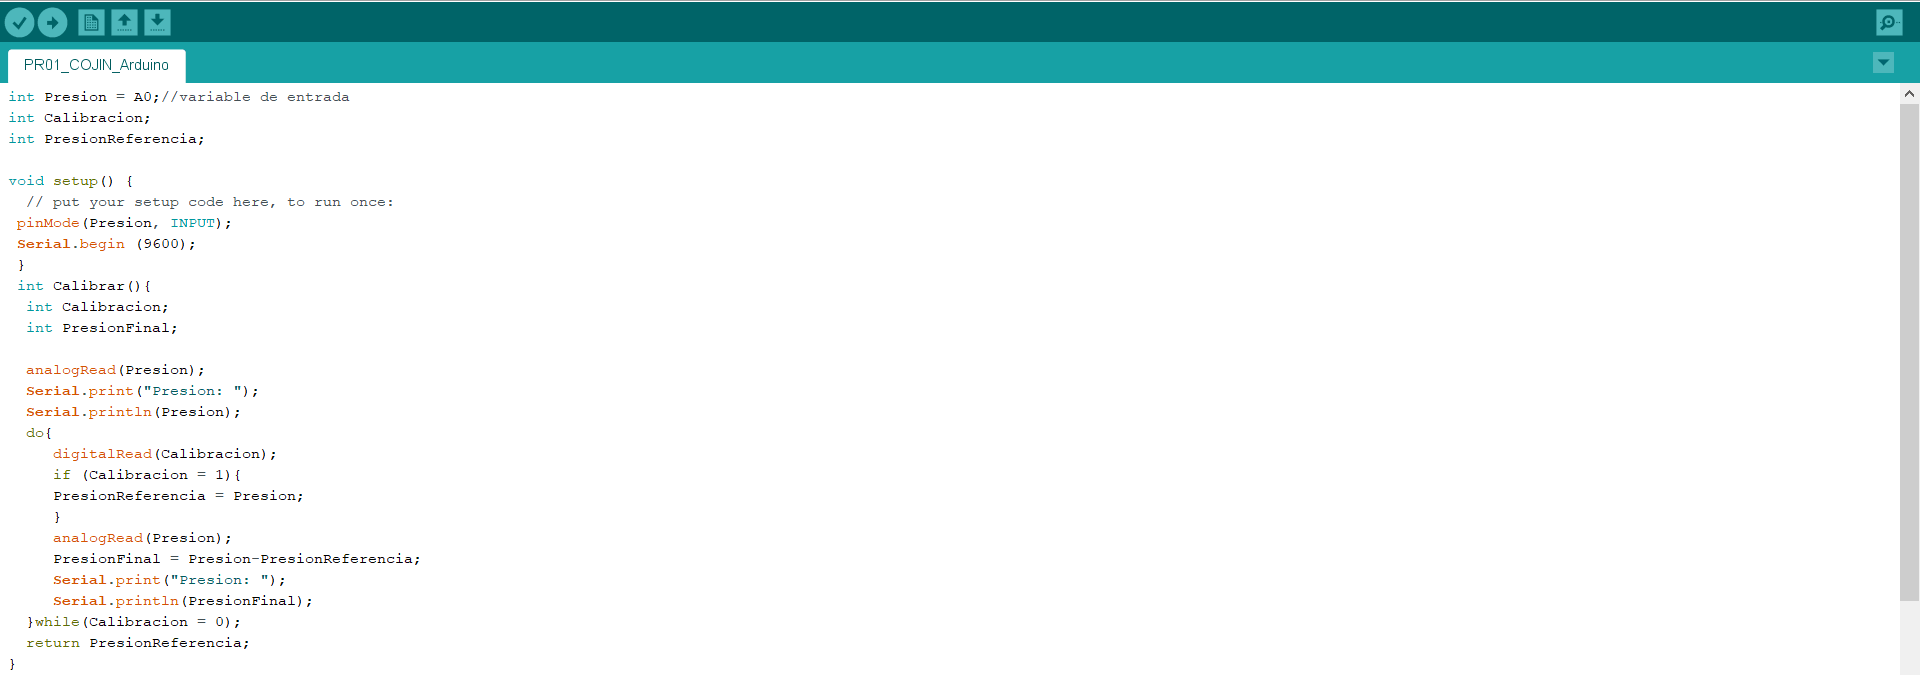 PR01_COJIN_Arduino
int Presion = A0;//variable de entrada
int Calibracion;
int PresionReferencia;

void setup() {
  // put your setup code here, to run once:
 pinMode(Presion, INPUT);
 Serial.begin (9600);
 }
 int Calibrar(){
  int Calibracion;
  int PresionFinal;

  analogRead(Presion);
  Serial.print("Presion: ");
  Serial.println(Presion);
  do{
     digitalRead(Calibracion);
     if (Calibracion = 1){
     PresionReferencia = Presion;
     }
     analogRead(Presion);
     PresionFinal = Presion-PresionReferencia;
     Serial.print("Presion: ");
     Serial.println(PresionFinal);
  }while(Calibracion = 0);
  return PresionReferencia;
}